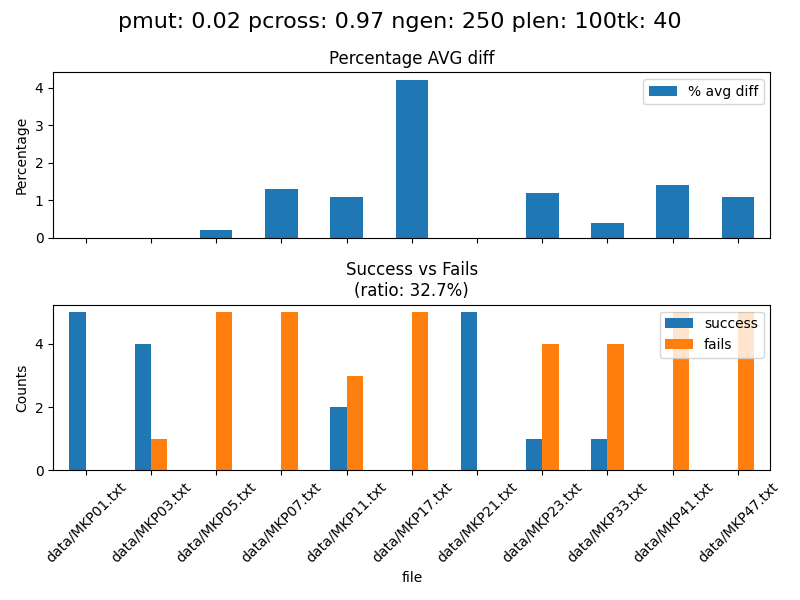 pmut: 0.02 pcross: 0.97 ngen: 250 plen: 100tk: 40
Percentage AVG diff
4
3
2
1
0
Percentage
% avg diff
Success vs Fails
(ratio: 32.7%)
4
2
0
Counts
success
fails
data/MKP01.txt
data/MKP03.txt
data/MKP05.txt
data/MKP07.txt
data/MKP11.txt
data/MKP17.txt
data/MKP21.txt
data/MKP23.txt
data/MKP33.txt
data/MKP41.txt
data/MKP47.txt
file